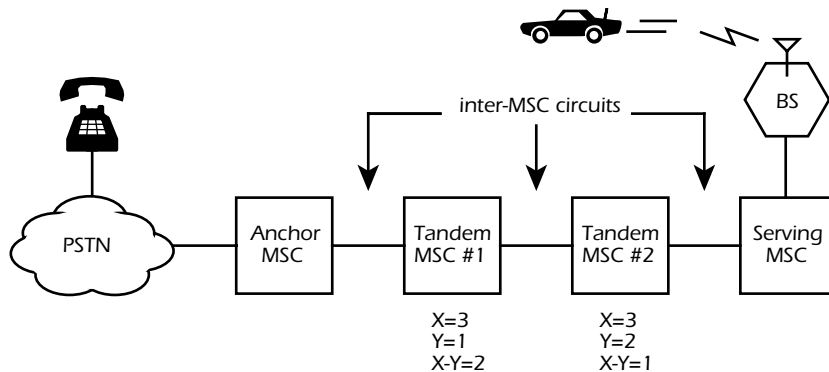 inter-MSC circuits
BS
PSTN
Anchor
MSC
Tandem
MSC #1
Tandem
MSC #2
Serving
MSC
X=3
Y=1
X-Y=2
X=3
Y=2
X-Y=1